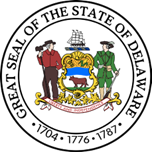 GREAT SEAL OF THE STATE OF DELAWARE
• 1704 • 1776 • 1787 •